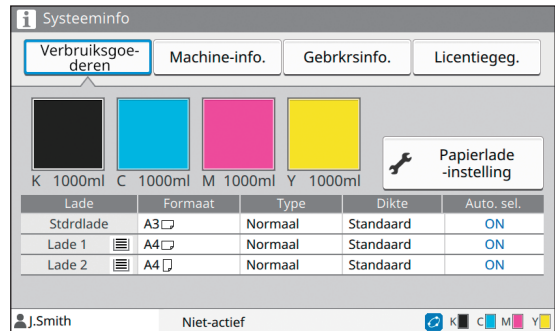 Systeeminfo
Verbruiksgoe-
deren
Machine-info.
Gebrkrsinfo.
Licentiegeg.
K 1000ml C 1000ml M 1000ml Y 1000ml
Papierlade
-instelling
Lade Formaat Type Dikte Auto. sel.
Stdrdlade A3 Normaal Standaard ON
Lade 1 A4 Normaal Standaard ON
Lade 2 A4 Normaal Standaard ON
J.Smith Niet-actief K C M Y